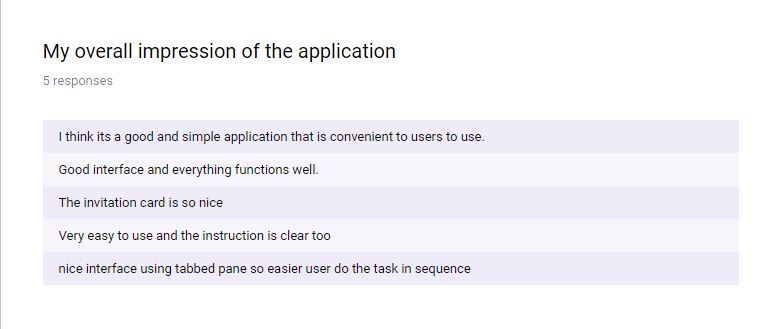 My overall impression of the application
5 responses
I think its a good and simple application that is convenient to users to use.
Good interface and everything functions well.
The invitation card is so nice
Very easy to use and the instruction is clear too
nice interface using tabbed pane so easier user do the task in sequence